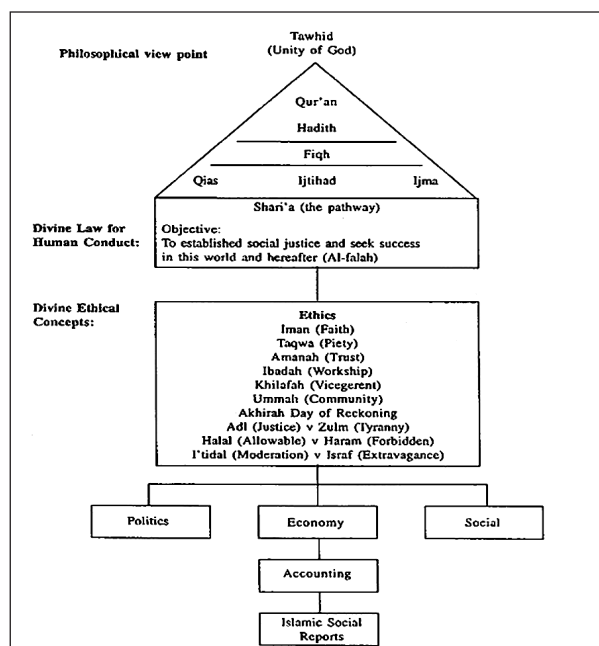 Tawhid
(Unity of God)
Philosophical view point
Qur'an
Hadith
Fiqh
Qias Ijtihad Ijma
Shari'a (the pathway)
Divine Law for
Human Conduct:
Objective:
To established social justice and seek success
in this world and hereafter (Al-falah)
Divine Ethical
Concepts:
Ethics
Iman (Faith)
Taqwa (Piety)
Amanah (Trust)
Ibadah (Workship)
Khilafah (Vicegerent)
Ummah (Community)
Akhirah Day of Reckoning
Adl (Justice) v Zulm (Tyranny)
Halal (Allowable) v Haram (Forbidden)
I'tidal (Moderation) v Israf (Extravagance)
Politics Economy Social
Accounting
Islamic Social
Reports